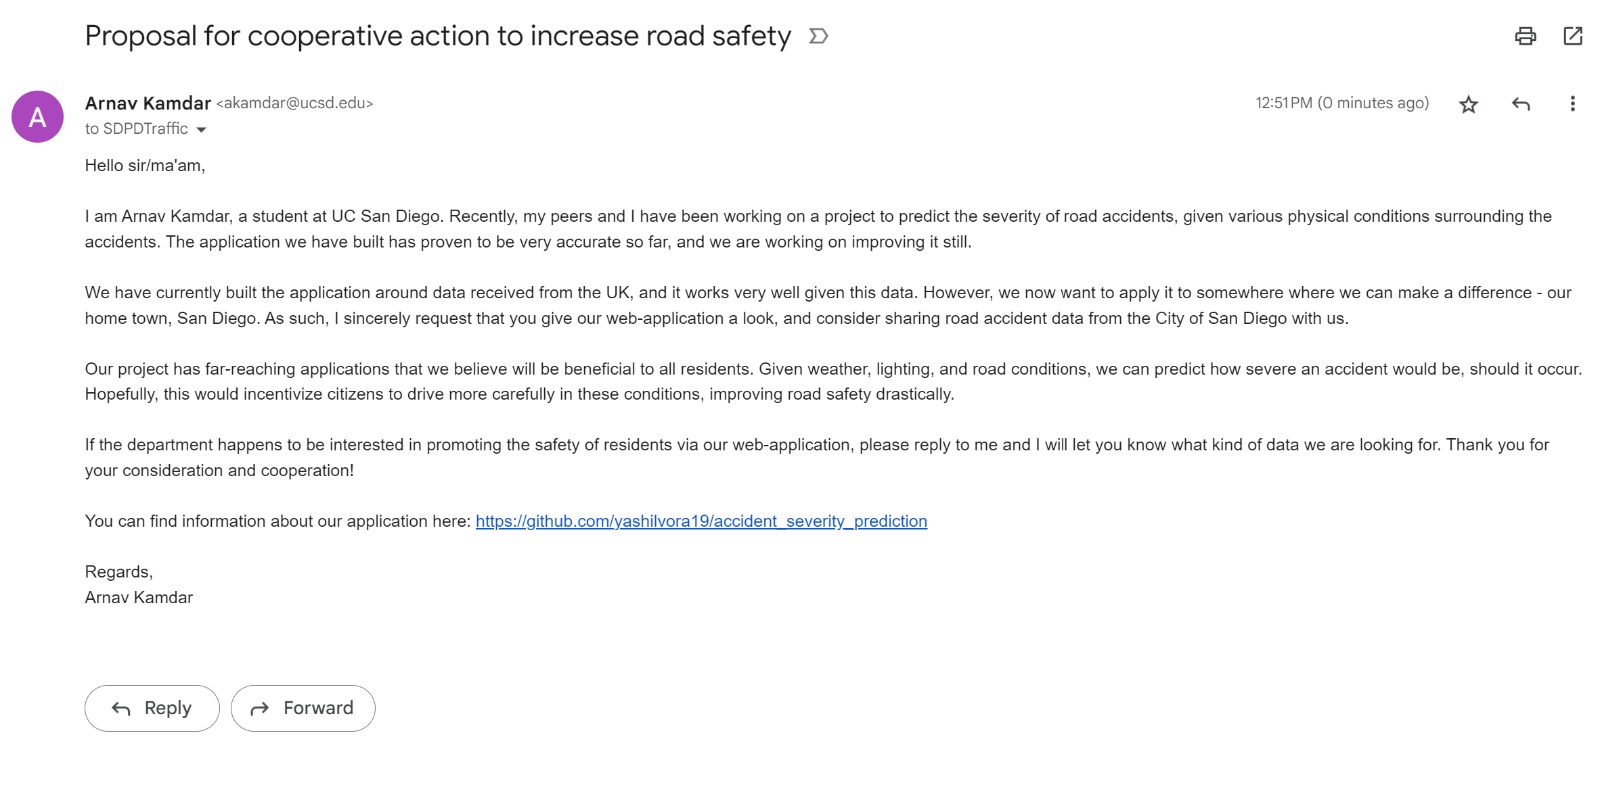 Proposal for cooperative action to increase road safety
Arnav Kamdar <akamdar@ucsd.edu>
12:51 PM (0 minutes ago)
A
to SDPDTraffic
Hello sir/ma'am,
I am Arnav Kamdar, a student at UC San Diego. Recently, my peers and I have been working on a project to predict the severity of road accidents, given various physical conditions surrounding the
accidents. The application we have built has proven to be very accurate so far, and we are working on improving it still.
We have currently built the application around data received from the UK, and it works very well given this data. However, we now want to apply it to somewhere where we can make a difference - our
home town, San Diego. As such, I sincerely request that you give our web-application a look, and consider sharing road accident data from the City of San Diego with us.
Our project has far-reaching applications that we believe will be beneficial to all residents. Given weather, lighting, and road conditions, we can predict how severe an accident would be, should it occur.
Hopefully, this would incentivize citizens to drive more carefully in these conditions, improving road safety drastically.
If the department happens to be interested in promoting the safety of residents via our web-application, please reply to me and I will let you know what kind of data we are looking for. Thank you for
your consideration and cooperation!
You can find information about our application here: https://github.com/yashilvora19/accident_severity_prediction
Regards,
Arnav Kamdar
Reply
Forward